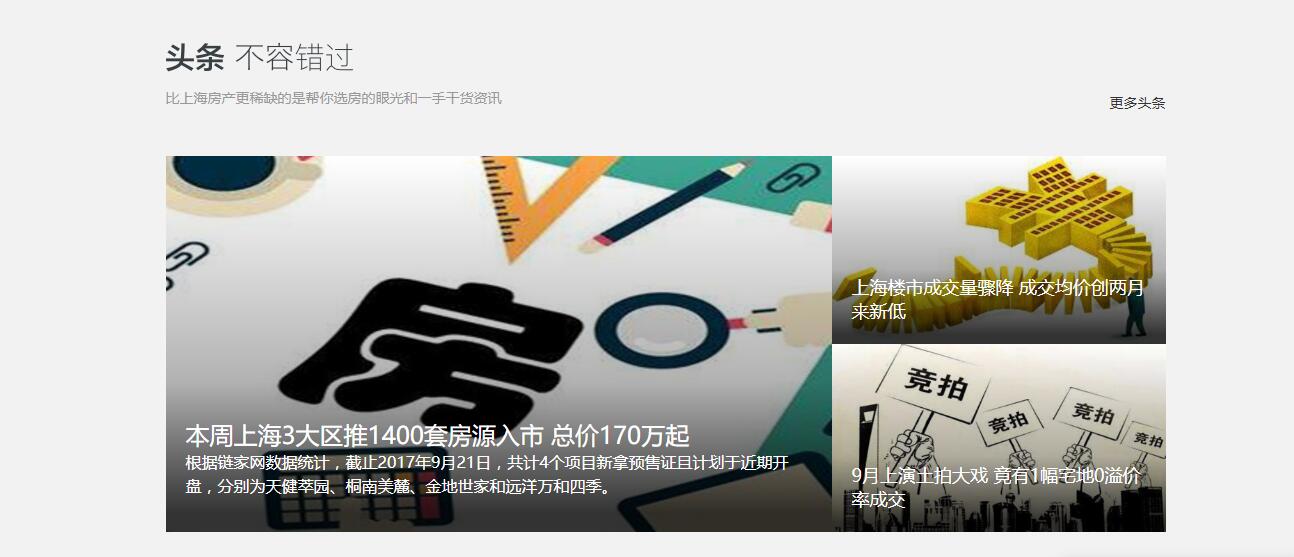 头条 不容错过
比上海房产更稀缺的是帮你选房的眼光和一手干货资讯
更多头条
房
本周上海3大区推1400套房源入市 总价170万起
根据链家网数据统计，截止2017年9月21日，共计4个项目新拿预售证且计划于近期开
盘，分别为天健萃园、桐南美麓、金地世家和远洋万和四季。
上海楼市成交量骤降 成交均价创两月
来新低
竞拍
竞拍
竞拍
竞拍
9月上演土拍大戏 竟有1幅宅地0溢价
率成交